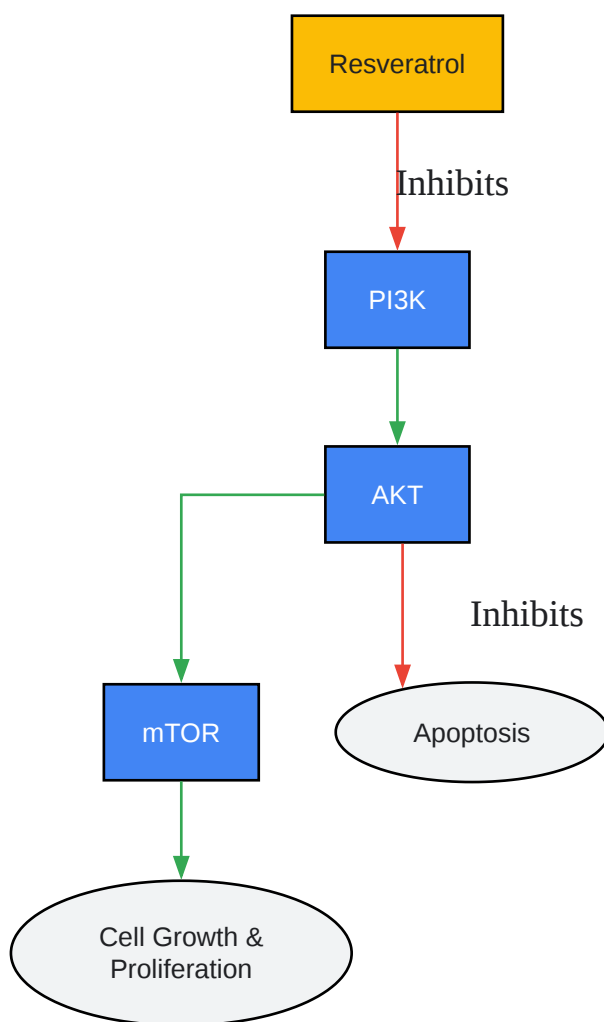 Resveratrol
Inhibits
PI3K
AKT
Inhibits
mTOR
Apoptosis
Cell Growth &
Proliferation